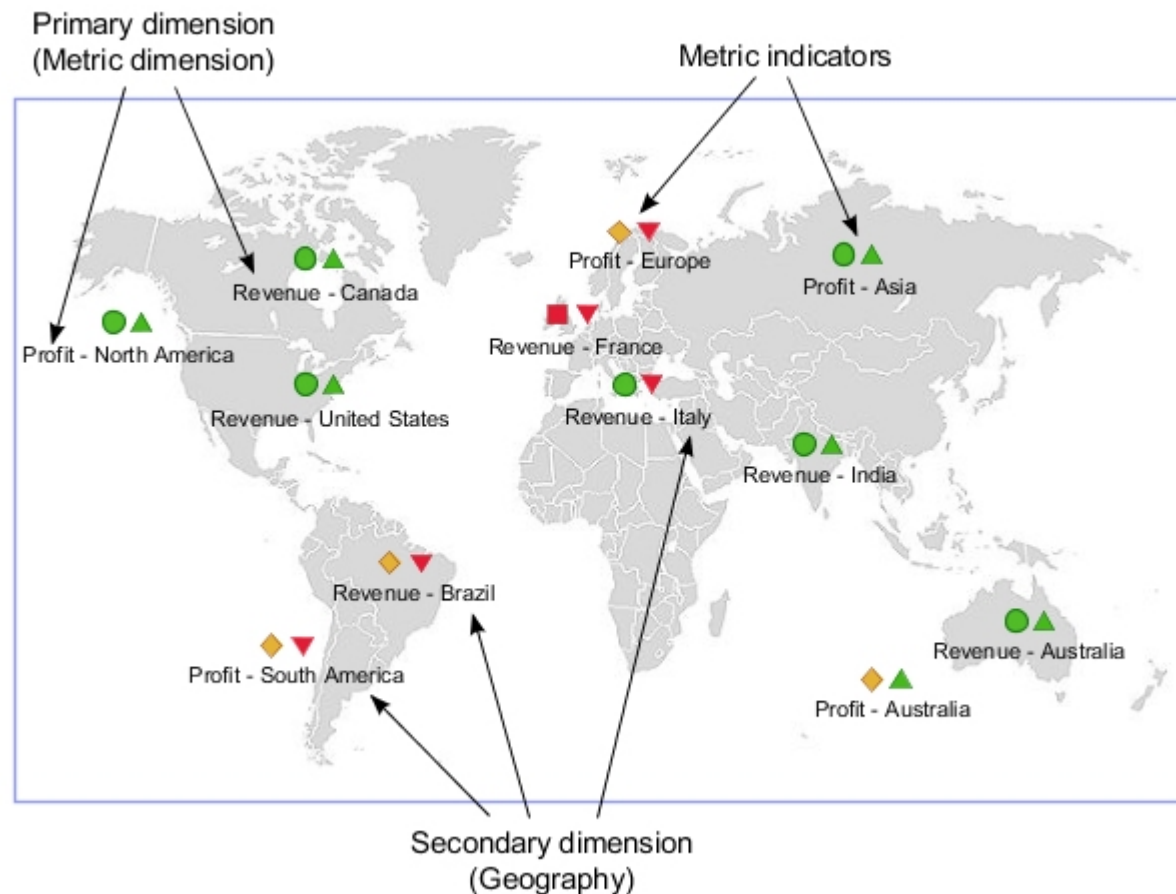 Primary dimension
(Metric dimension)
Metric indicators
Profit - Europe
Profit - Asia
Revenue - Canada
Revenue - France
Profit - North America
Revenue - United States
Revenue - Italy
Revenue - India
Revenue - Brazil
Revenue - Australia
Profit - South America
Profit - Australia
Secondary dimension
(Geography)